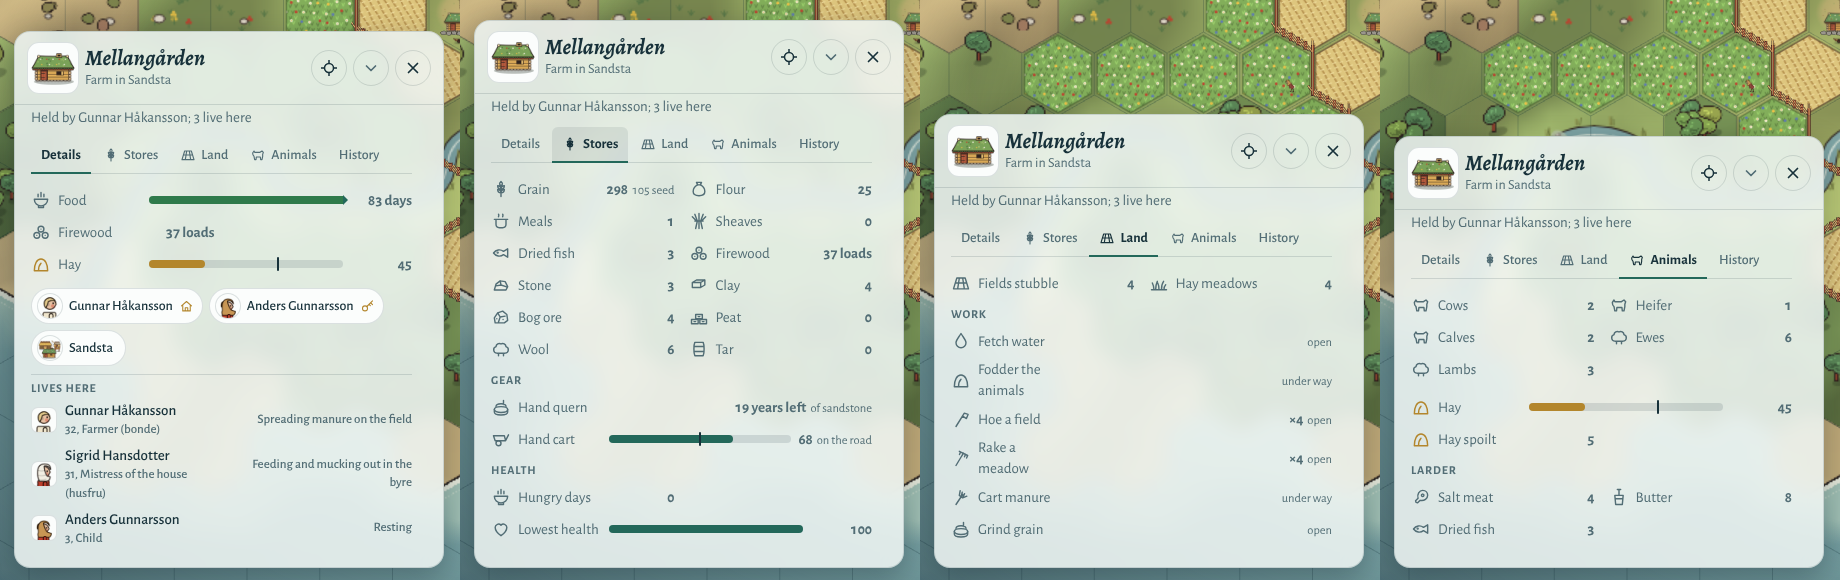 Mellangården
Farm in Sandsta
Held by Gunnar Håkansson; 3 live here
Details Stores Land Animals History
Food 83 days
Firewood 37 loads
Hay 45
Gunnar Håkansson Anders Gunnarsson
Sandsta
LIVES HERE
Gunnar Håkansson
32, Farmer (bonde)
Spreading manure on the field
Sigrid Hansdotter
31, Mistress of the house
(husfru)
Feeding and mucking out in the
byre
Anders Gunnarsson
3, Child
Resting
Mellangården
Farm in Sandsta
Held by Gunnar Håkansson; 3 live here
Details Stores Land Animals History
Grain 298 105 seed Flour 25
Meals 1 Sheaves 0
Dried fish 3 Firewood 37 loads
Stone 3 Clay 4
Bog ore 4 Peat 0
Wool 6 Tar 0
GEAR
Hand quern 19 years left of sandstone
Hand cart 68 on the road
HEALTH
Hungry days 0
Lowest health 100
Mellangården
Farm in Sandsta
Held by Gunnar Håkansson; 3 live here
Details Stores Land Animals History
Fields stubble 4 Hay meadows 4
WORK
Fetch water open
Fodder the
animals
under way
Hoe a field ×4 open
Rake a
meadow
×4 open
Cart manure under way
Grind grain open
Mellangården
Farm in Sandsta
Held by Gunnar Håkansson; 3 live here
Details Stores Land Animals History
Cows 2 Heifer 1
Calves 2 Ewes 6
Lambs 3
Hay 45
Hay spoilt 5
LARDER
Salt meat 4 Butter 8
Dried fish 3